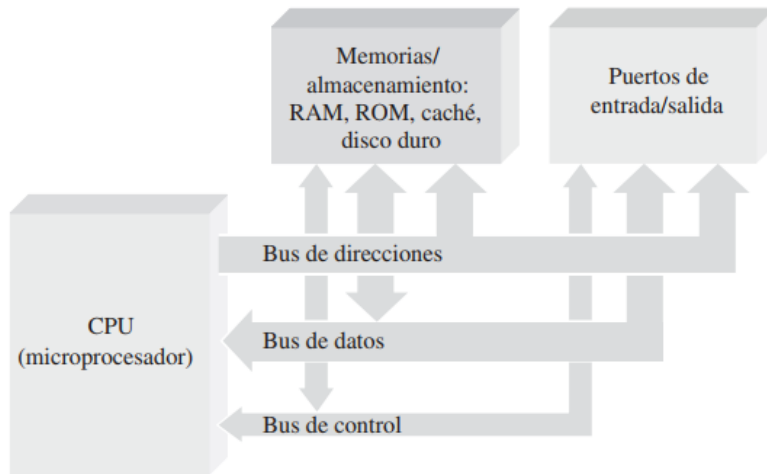 Memorias/
almacenamiento:
RAM, ROM, caché,
disco duro
Puertos de
entrada/salida
Bus de direcciones
CPU
(microprocesador)
Bus de datos
Bus de control